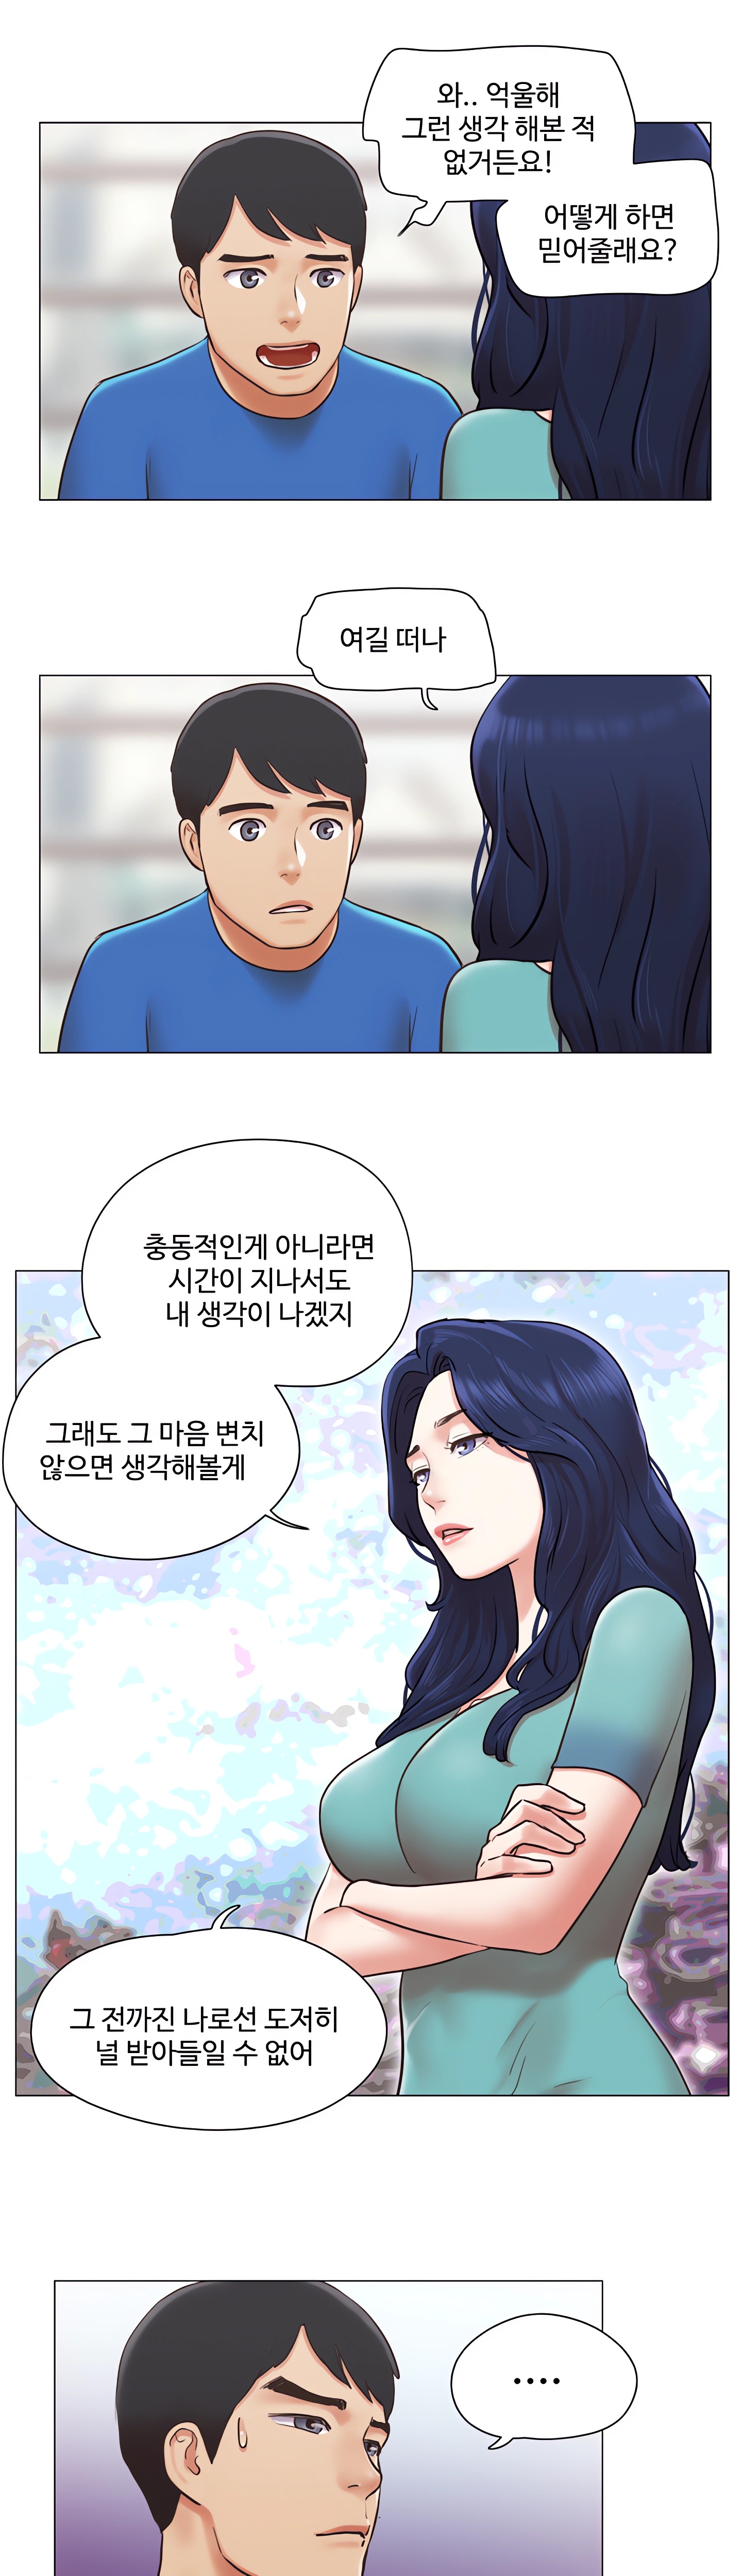 와.. 억울해
그런 생각 해본 적
없거든요!
어떻게 하면
믿어줄래요?
여길 떠나
충동적인게 아니라면
시간이 지나서도
내 생각이 나겠지
그래도 그 마음 변치
않으면 생각해볼게
그 전까진 나로선 도저히
널 받아들일 수 없어
....